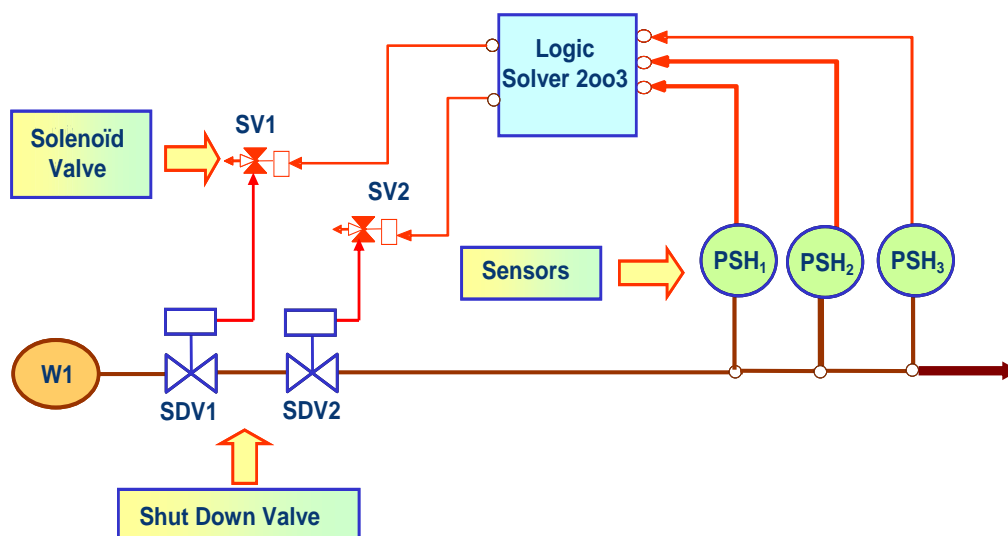 Logic
Solver 2oo3
Solenoïd
Valve
SV1
SV2
Sensors
PSH1
PSH2
PSH3
W1
SDV1
SDV2
Shut Down Valve